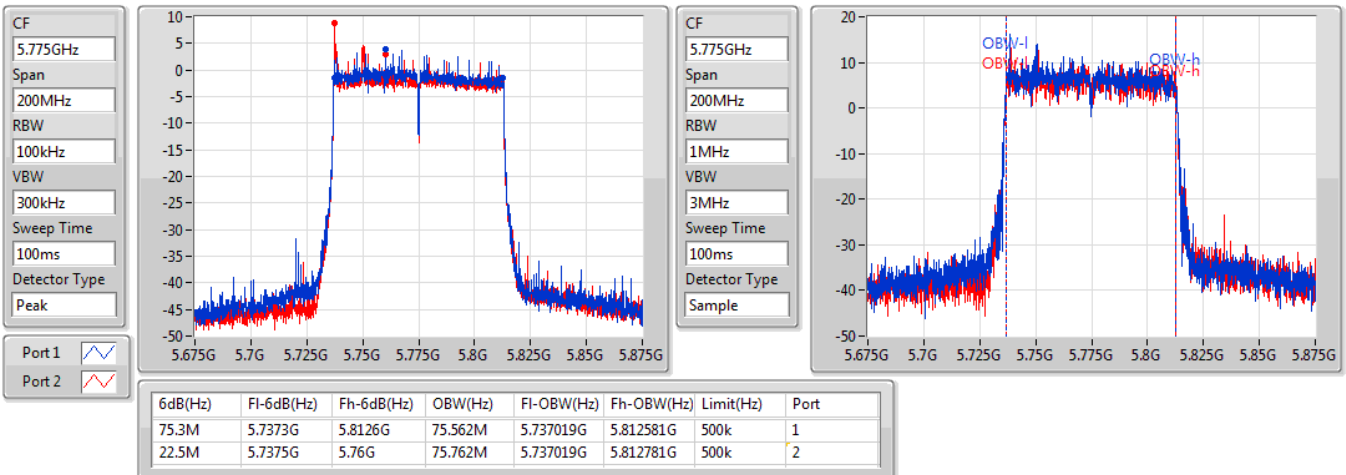 CF
5.775GHz
Span
200MHz
RBW
100kHz
VBW
300kHz
Sweep Time
100ms
Detector Type
Peak
Port 1
Port 2
10
5
0
-5
-10
-15
-20
-25
-30
-35
-40
-45
-50
5.675G 5.7G 5.725G 5.75G 5.775G 5.8G 5.825G 5.85G 5.875G
CF
5.775GHz
Span
200MHz
RBW
1MHz
VBW
3MHz
Sweep Time
100ms
Detector Type
Sample
20
10
0
-10
-20
-30
-40
-50
OBW-l
OBW-h
OBW-h
5.675G 5.7G 5.725G 5.75G 5.775G 5.8G 5.825G 5.85G 5.875G
6dB(Hz) Fl-6dB(Hz) Fh-6dB(Hz) OBW(Hz) Fl-OBW(Hz) Fh-OBW(Hz) Limit(Hz) Port
75.3M 5.7373G 5.8126G 75.562M 5.737019G 5.812581G 500k 1
22.5M 5.7375G 5.76G 75.762M 5.737019G 5.812781G 500k 2